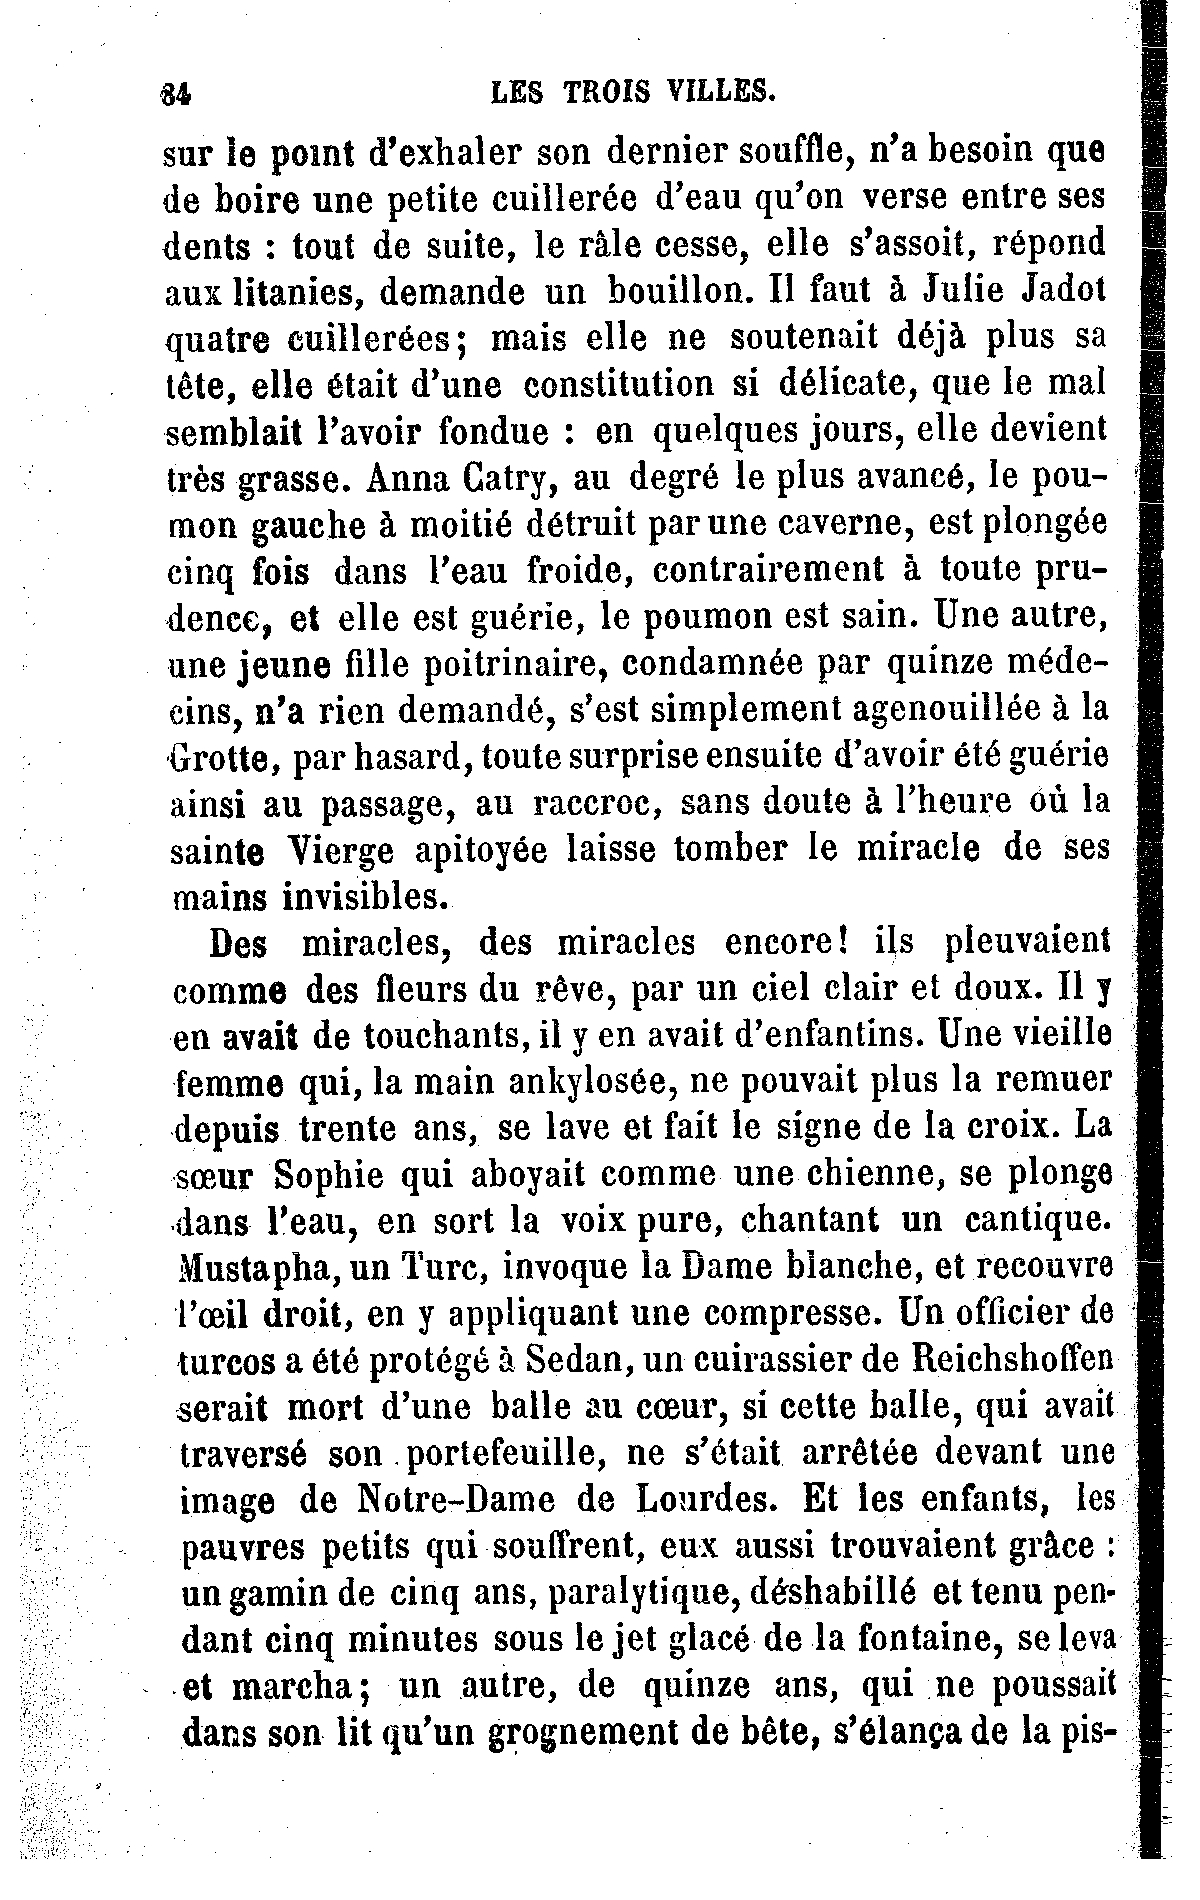 84 LES TROIS VILLES.
sur le point d'exhaler son dernier souffle, n'a besoin que
de boire une petite cuillerée d'eau qu'on verse entre ses
dents : tout de suite, le râle cesse, elle s'assoit, répond
aux litanies, demande un bouillon. Il faut à Julie Jadot
quatre cuillerées; mais elle ne soutenait déjà plus sa
tête, elle était d'une constitution si délicate, que le mal
semblait l'avoir fondue : en quelques jours, elle devient
très grasse. Anna Catry, au degré le plus avancé, le pou-
mon gauche à moitié détruit par une caverne, est plongée
cinq fois dans l'eau froide, contrairement à toute pru-
dence, et elle est guérie, le poumon est sain. Une autre,
une jeune fille poitrinaire, condamnée par quinze méde-
cins, n'a rien demandé, s'est simplement agenouillée à la
Grotte, par hasard, toute surprise ensuite d'avoir été guérie
ainsi au passage, au raccroc, sans doute à l'heure où la
sainte Vierge apitoyée laisse tomber le miracle de ses
mains invisibles.
Des miracles, des miracles encore! ils pleuvaient
comme des fleurs du rêve, par un ciel clair et doux. Il y
en avait de touchants, il y en avait d'enfantins. Une vieille
femme qui, la main ankylosée, ne pouvait plus la remuer
depuis trente ans, se lave et fait le signe de la croix. La
sœur Sophie qui aboyait comme une chienne, se plonge
dans l'eau, en sort la voix pure, chantant un cantique.
Mustapha, un Turc, invoque la Dame blanche, et recouvre
l'œil droit, en y appliquant une compresse. Un officier de
turcos a été protégé à Sedan, un cuirassier de Reichshoffen
serait mort d'une balle au cœur, si cette balle, qui avait
traversé son portefeuille, ne s'était arrêtée devant une
image de Notre-Dame de Lourdes. Et les enfants, les
pauvres petits qui souffrent, eux aussi trouvaient grâce :
un gamin de cinq ans, paralytique, déshabillé et tenu pen-
dant cinq minutes sous le jet glacé de la fontaine, se leva
et marcha; un autre, de quinze ans, qui ne poussait
dans son lit qu'un grognement de bête, s'élança de la pis-